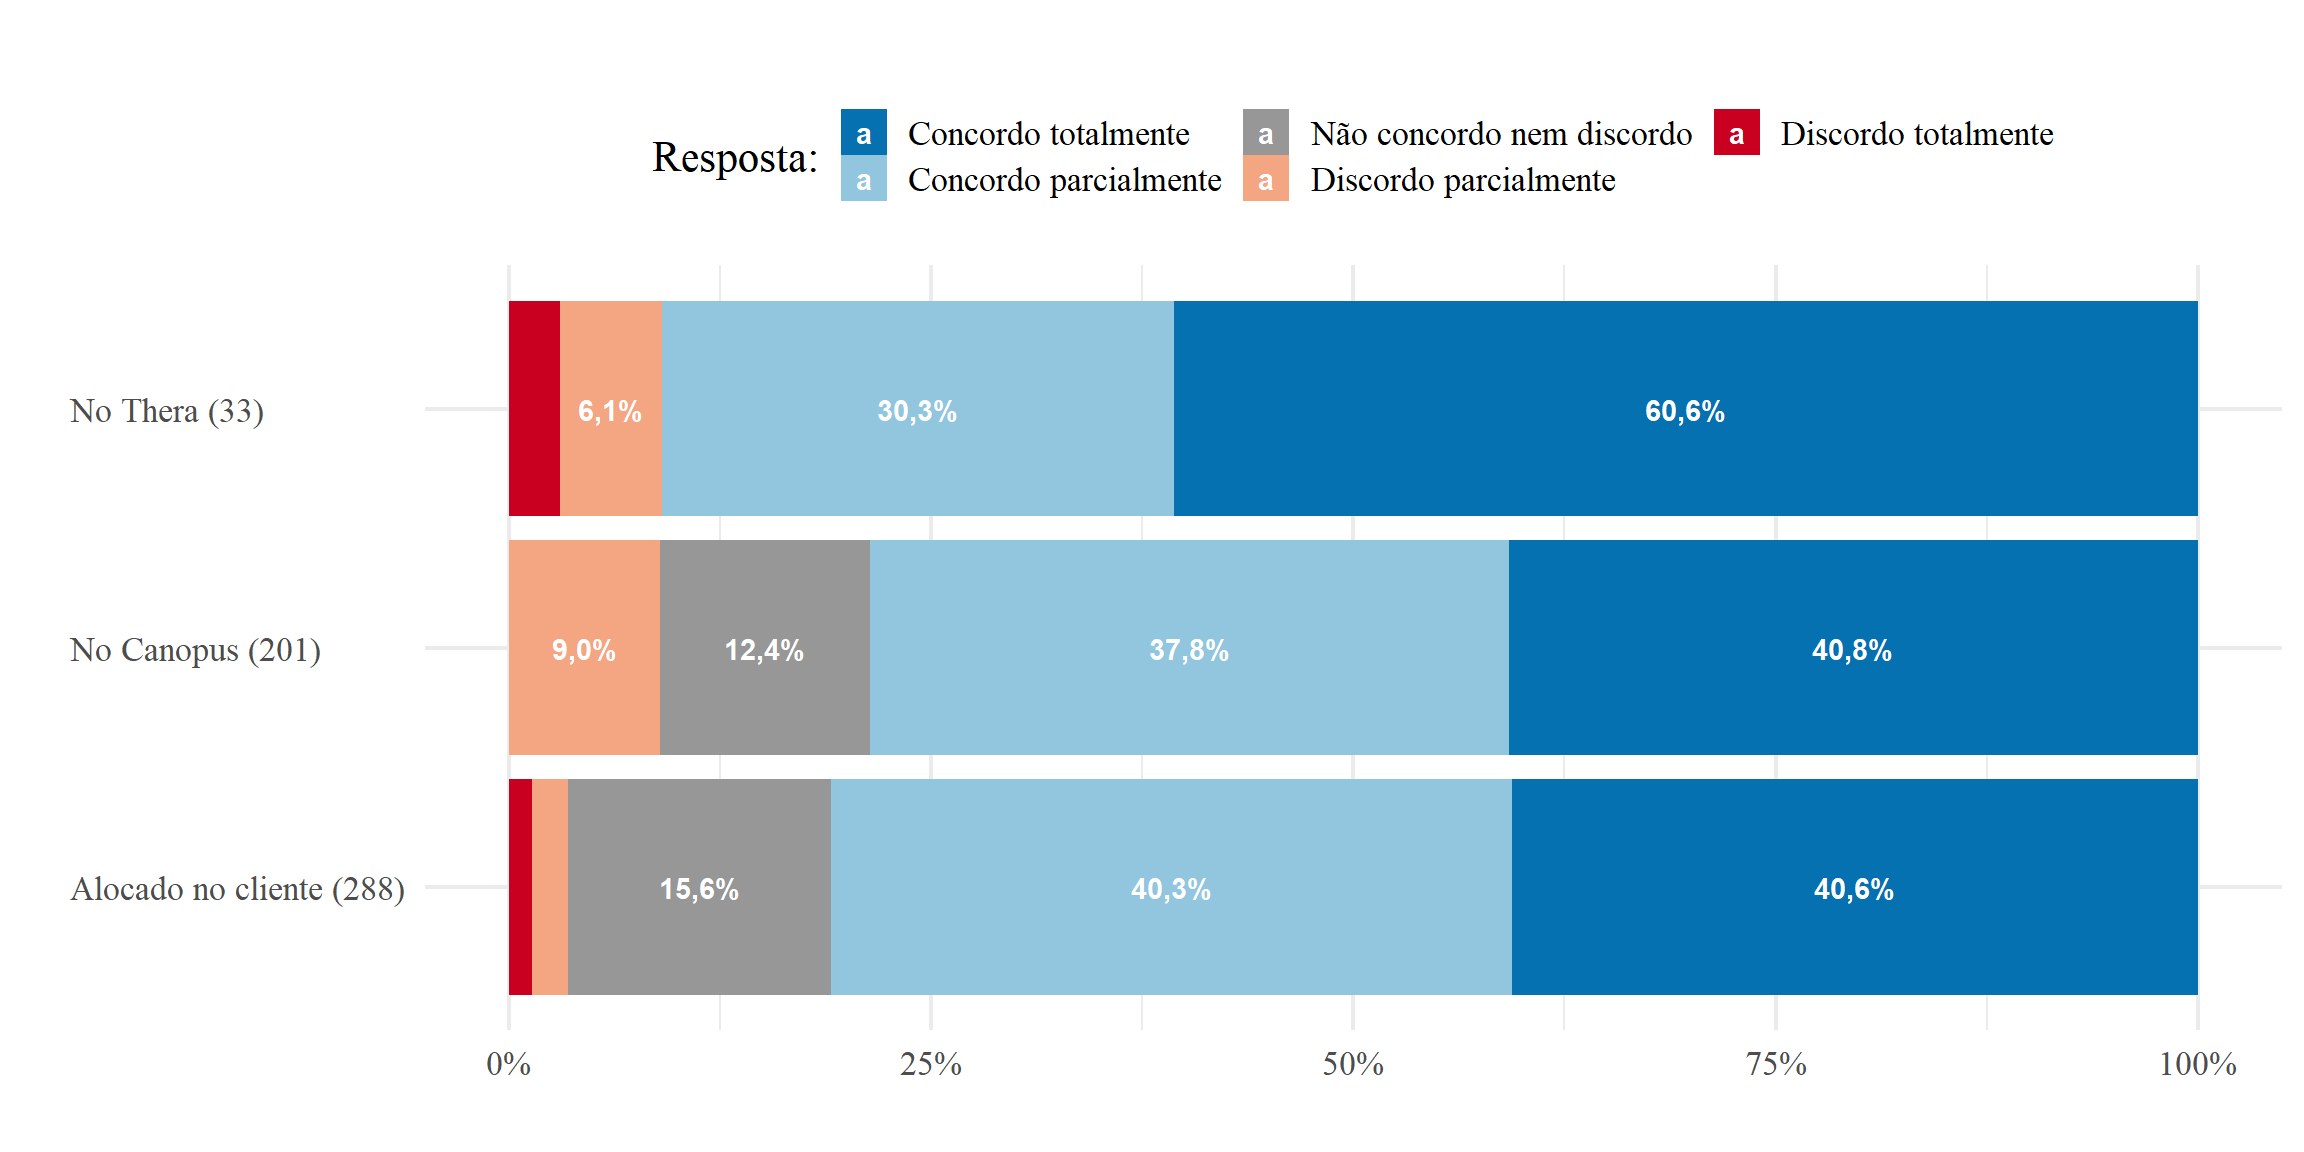 Resposta:
a Concordo totalmente
a Não concordo nem discordo
a Discordo totalmente
a Concordo parcialmente
a Discordo parcialmente
No Thera (33)
6,1% 30,3% 60,6%
No Canopus (201)
9,0% 12,4% 37,8% 40,8%
Alocado no cliente (288)
15,6% 40,3% 40,6%
0% 25% 50% 75% 100%